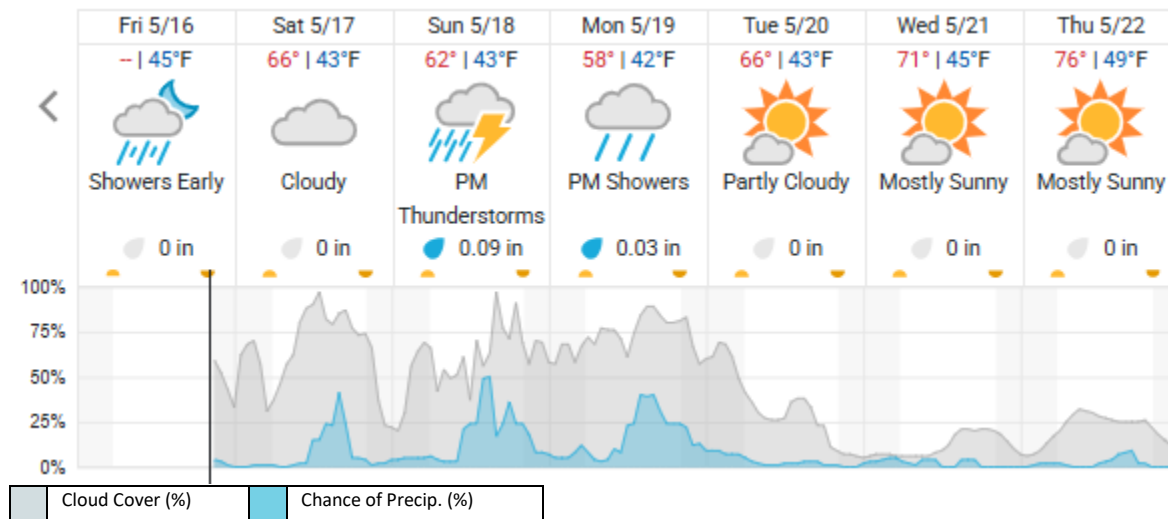 Fri 5/16 Sat 5/17 Sun 5/18 Mon 5/19 Tue 5/20 Wed 5/21 Thu 5/22
-- | 45°F 66° | 43°F 62° | 43°F 58° | 42°F 66° | 43°F 71° | 45°F 76° | 49°F
Showers Early Cloudy PM PM Showers Partly Cloudy Mostly Sunny Mostly Sunny
Thunderstorms
0 in 0 in 0.09 in 0.03 in 0 in 0 in 0 in
100%
75%
50%
25%
0%
Cloud Cover (%) Chance of Precip. (%)